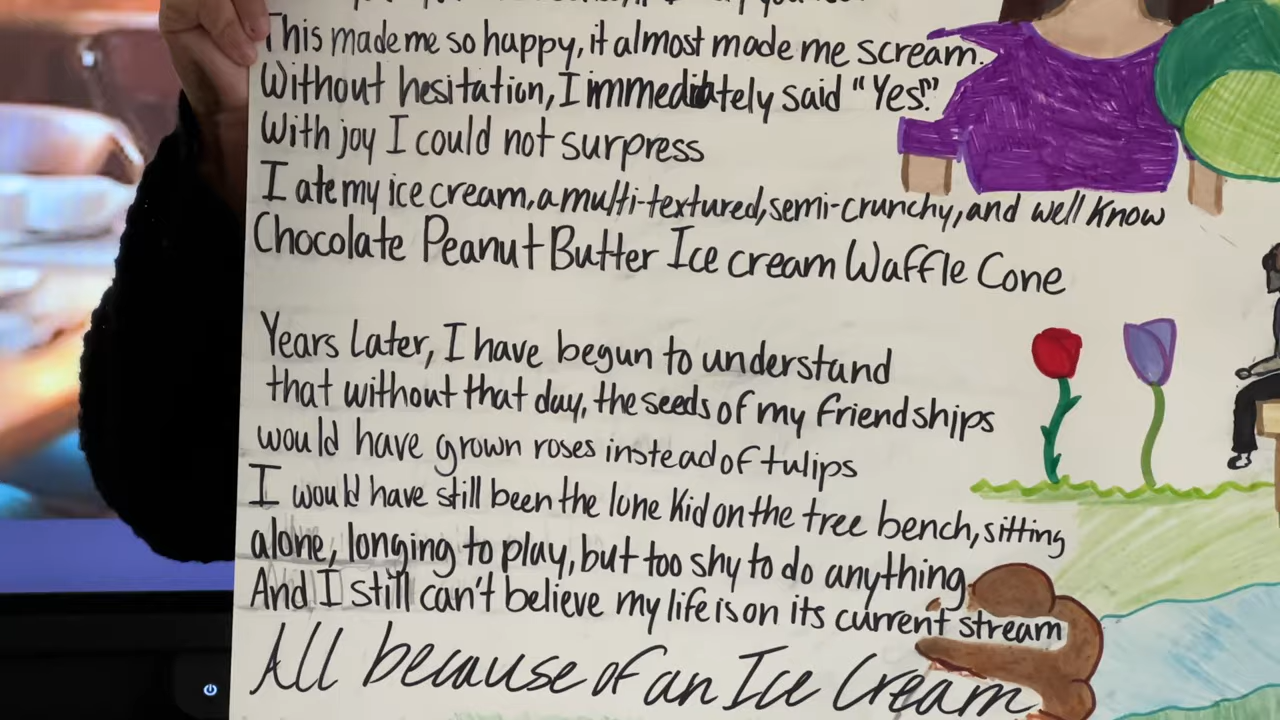 This made me so happy, it almost made me scream.
Without hesitation, I immediately said "Yes!"
With joy I could not surpress
I ate my ice cream, a multi-textured, semi-crunchy, and well know
Chocolate Peanut Butter Ice cream Waffle Cone
Years Later, I have begun to understand
that without that day, the seeds of my friendships
would have grown roses instead of tulips
I would have still been the lone kid on the tree bench, sitting
alone, longing to play, but too shy to do anything
And I still can't believe my life is on its current stream
All because of an Ice Cream